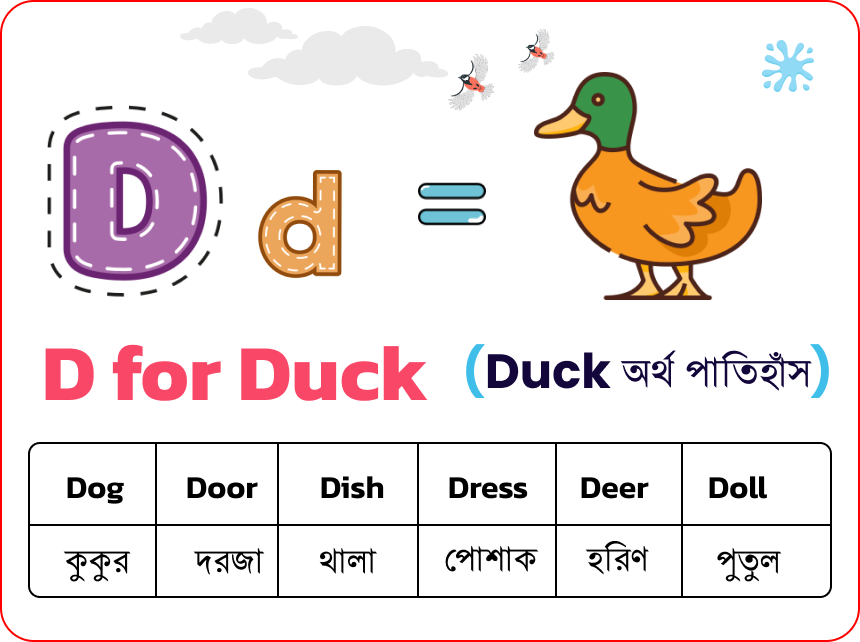 D d =
D for Duck (Duck অর্থ পাতিহাঁস)
Dog Door Dish Dress Deer Doll
কুকুর দরজা থালা পোশাক হরিণ পুতুল